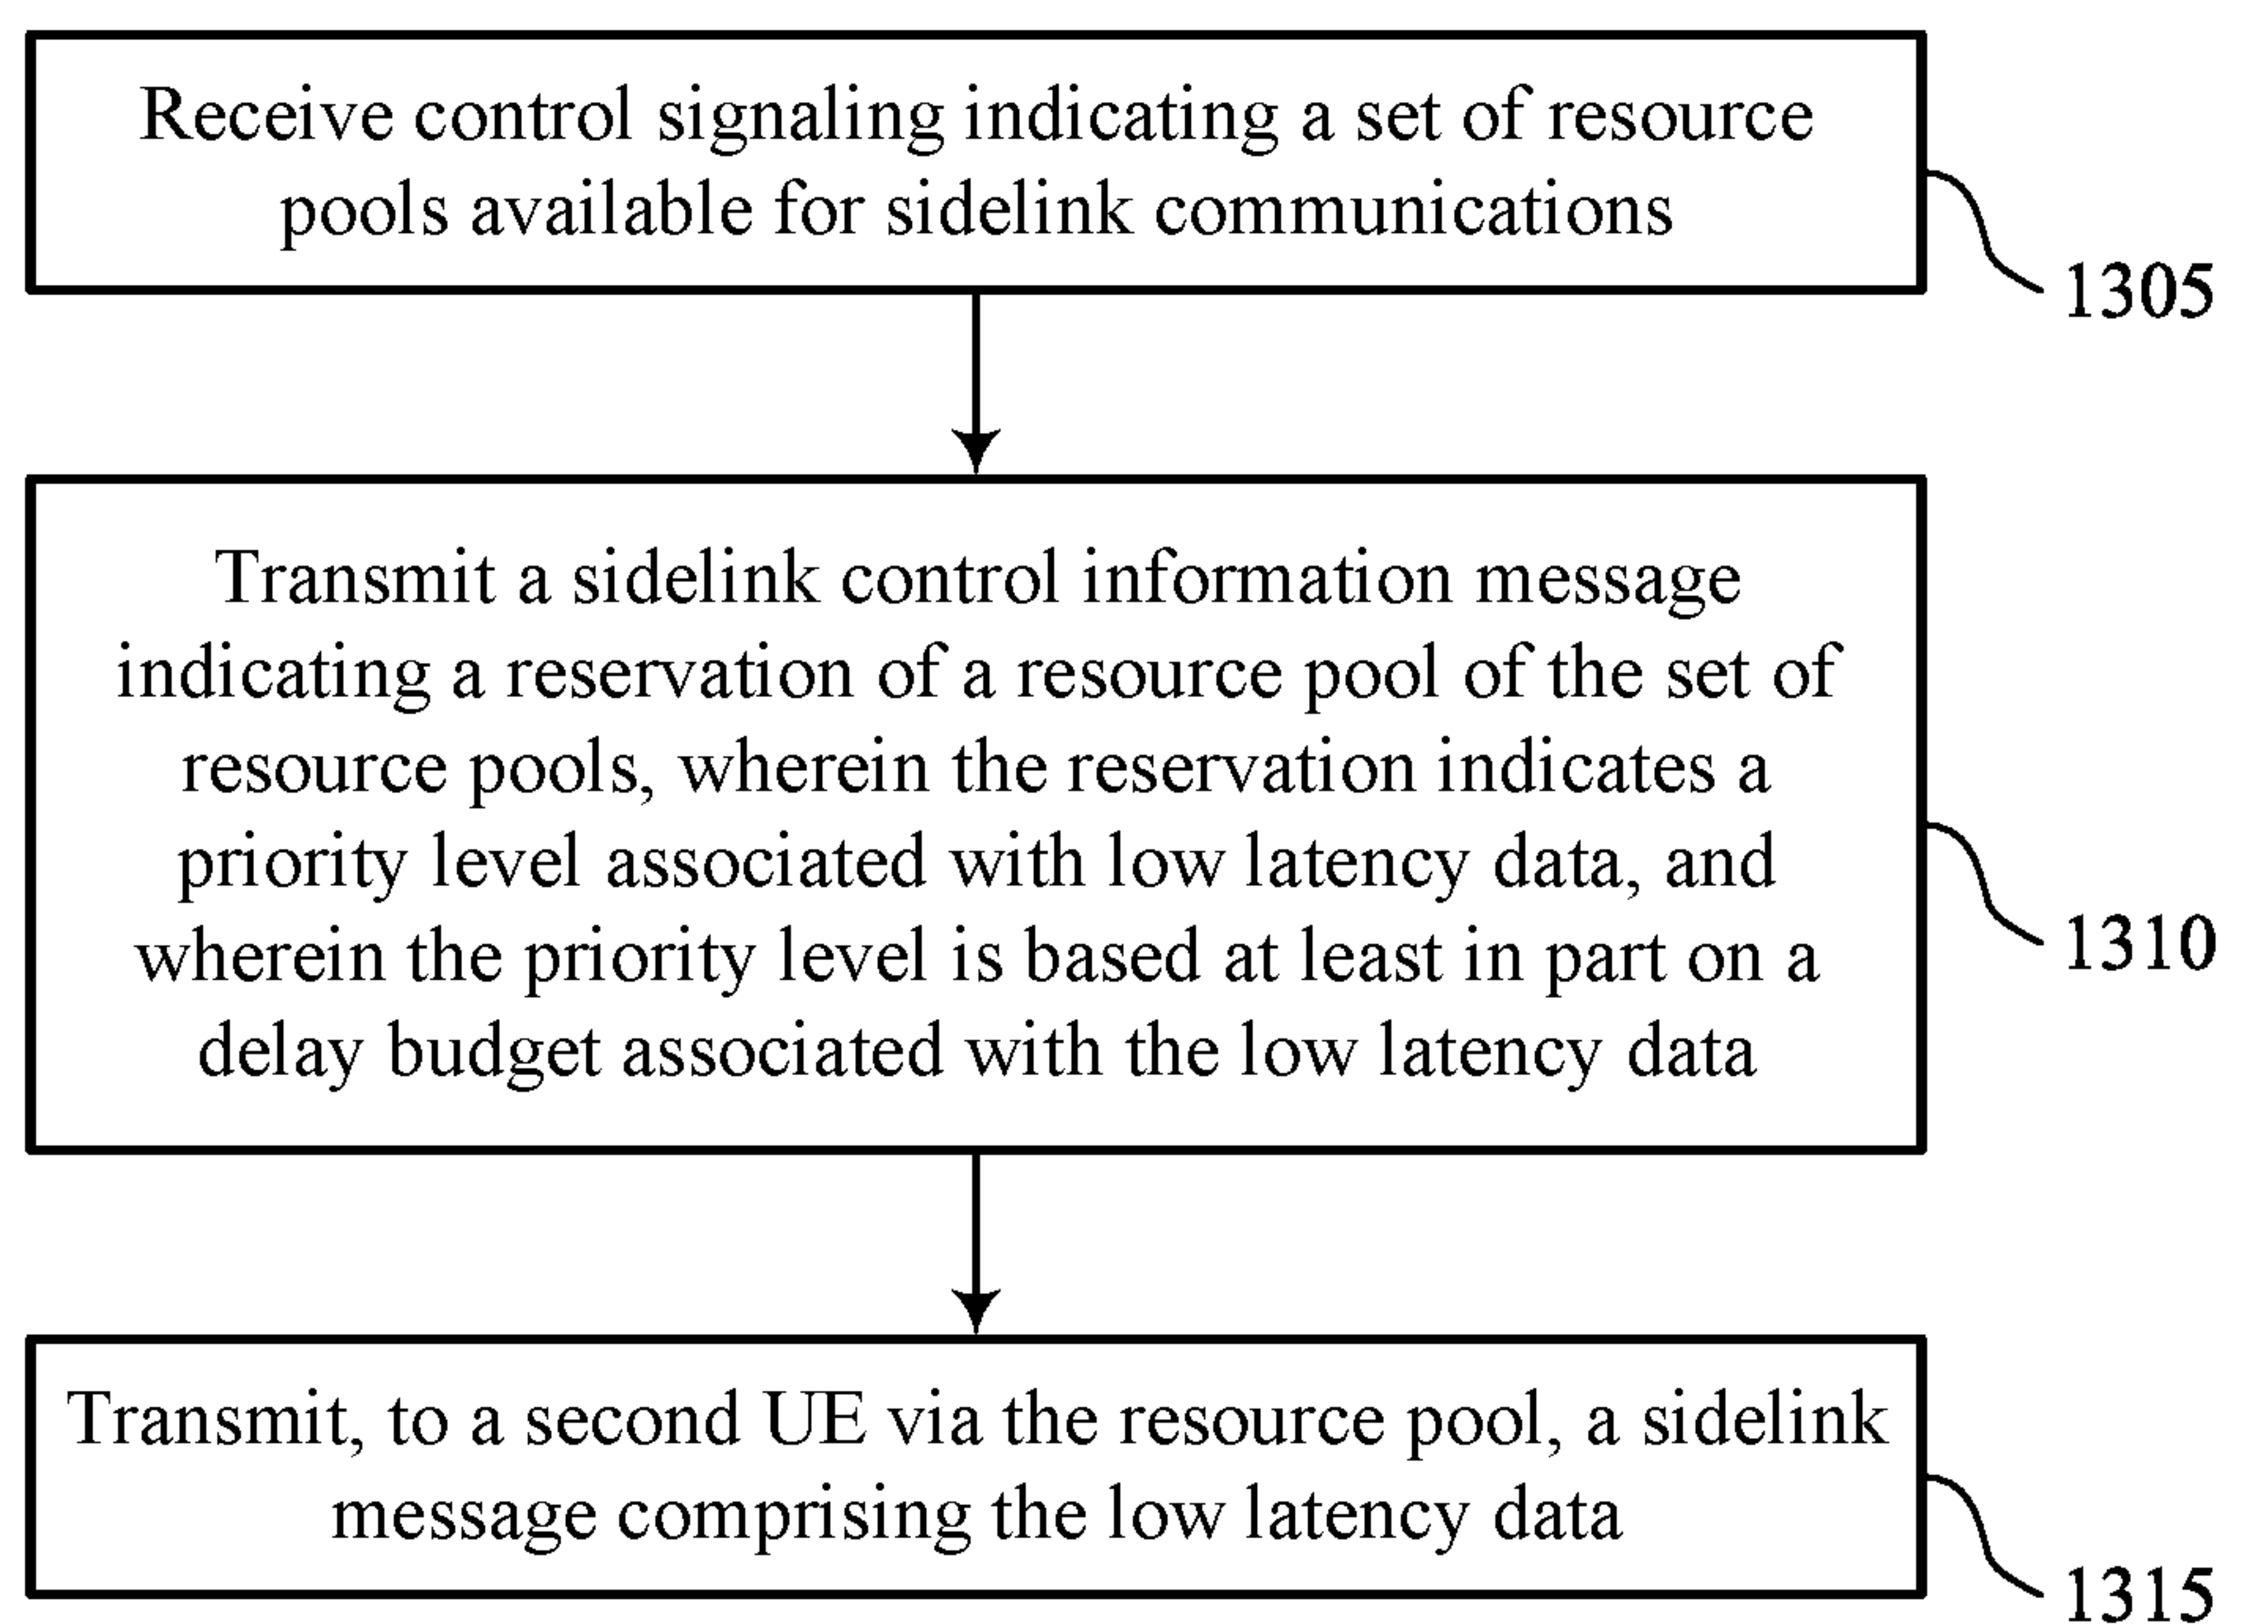 Receive control signaling indicating a set of resource
pools available for sidelink communications
1305
Transmit a sidelink control information message
indicating a reservation of a resource pool of the set of
resource pools, wherein the reservation indicates a
priority level associated with low latency data, and
wherein the priority level is based at least in part on a
delay budget associated with the low latency data
1310
Transmit, to a second UE via the resource pool, a sidelink
message comprising the low latency data
1315